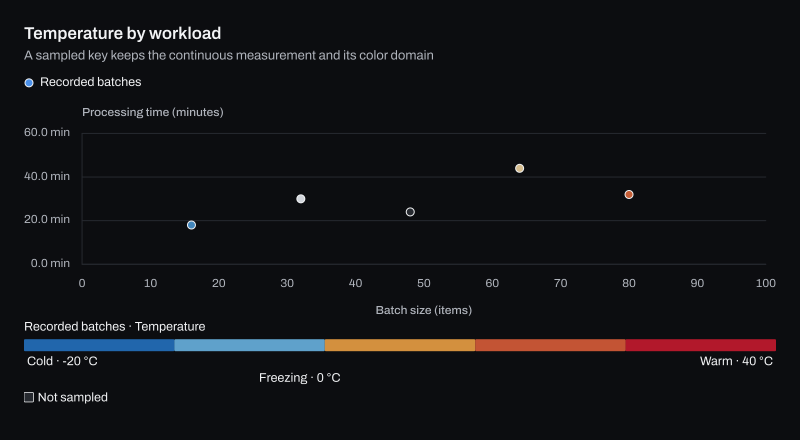 Temperature by workload
A sampled key keeps the continuous measurement and its color domain
Recorded batches
Processing time (minutes)
60.0 min
40.0 min
20.0 min
0.0 min
0 10 20 30 40 50 60 70 80 90 100
Batch size (items)
Recorded batches · Temperature
Cold · -20 °C
Warm · 40 °C
Freezing · 0 °C
Not sampled